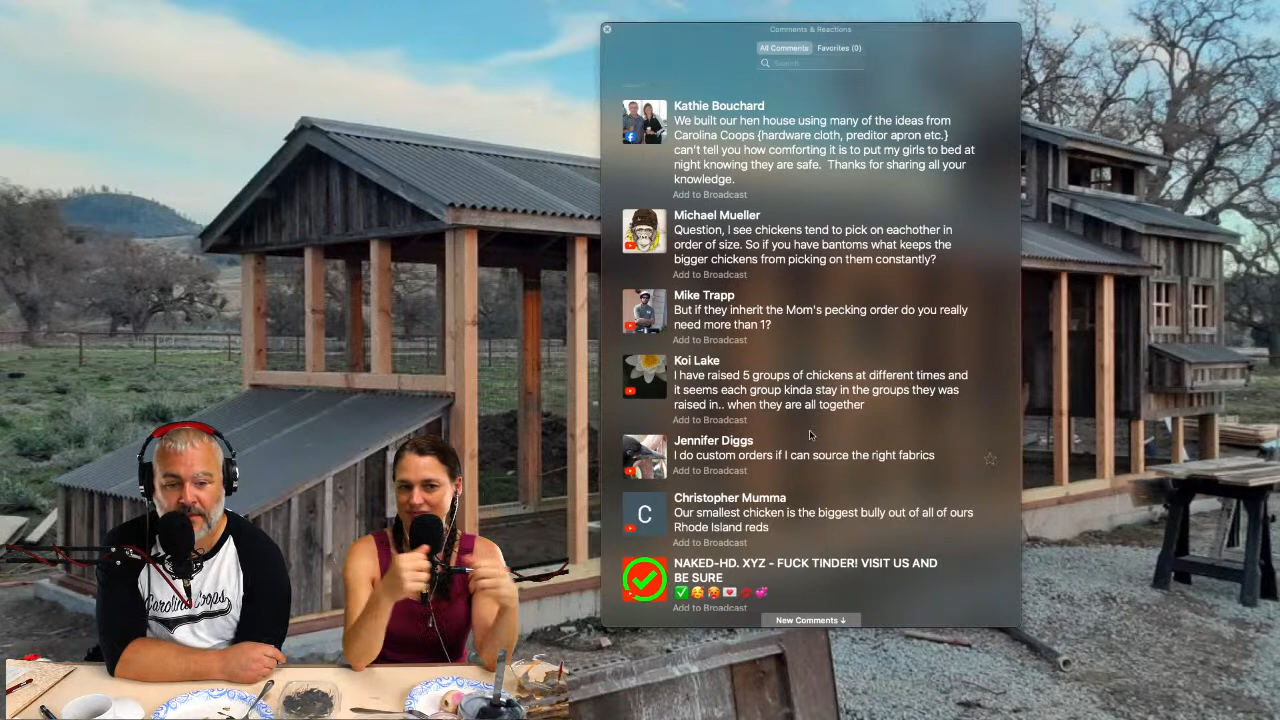 Comments & Reactions
All Comments
Favorites (0)
Search
Kathie Bouchard
We built our hen house using many of the ideas from
Carolina Coops {hardware cloth, preditor apron etc.}
can't tell you how comforting it is to put my girls to bed at
night knowing they are safe. Thanks for sharing all your
knowledge.
Add to Broadcast
Michael Mueller
Question, I see chickens tend to pick on eachother in
order of size. So if you have bantoms what keeps the
bigger chickens from picking on them constantly?
Add to Broadcast
Mike Trapp
But if they inherit the Mom's pecking order do you really
need more than 1?
Add to Broadcast
Koi Lake
I have raised 5 groups of chickens at different times and
it seems each group kinda stay in the groups they was
raised in.. when they are all together
Add to Broadcast
Jennifer Diggs
I do custom orders if I can source the right fabrics
Add to Broadcast
C
Christopher Mumma
Our smallest chicken is the biggest bully out of all of ours
Rhode Island reds
Add to Broadcast
NAKED-HD. XYZ - FUCK TINDER! VISIT US AND
BE SURE
✅🥰🥵💌💋💞
Add to Broadcast
New Comments ↓
Carolina Coops